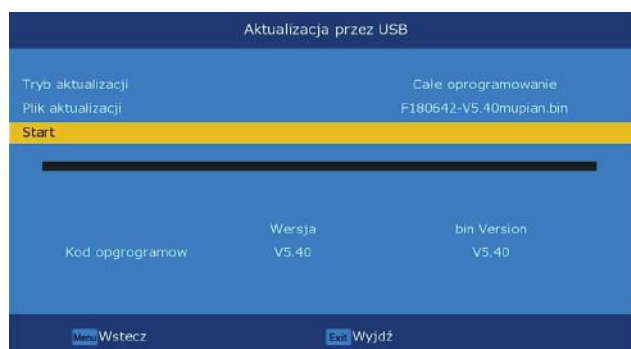 Aktualizacja przez USB
Tryb aktualizacji Całe oprogramowanie
Plik aktualizacji F180642-V5.40mupian.bin
Start
Wersja bin Version
Kod opgrogramow V5.40 V5.40
Menu Wstecz Exit Wyjdź